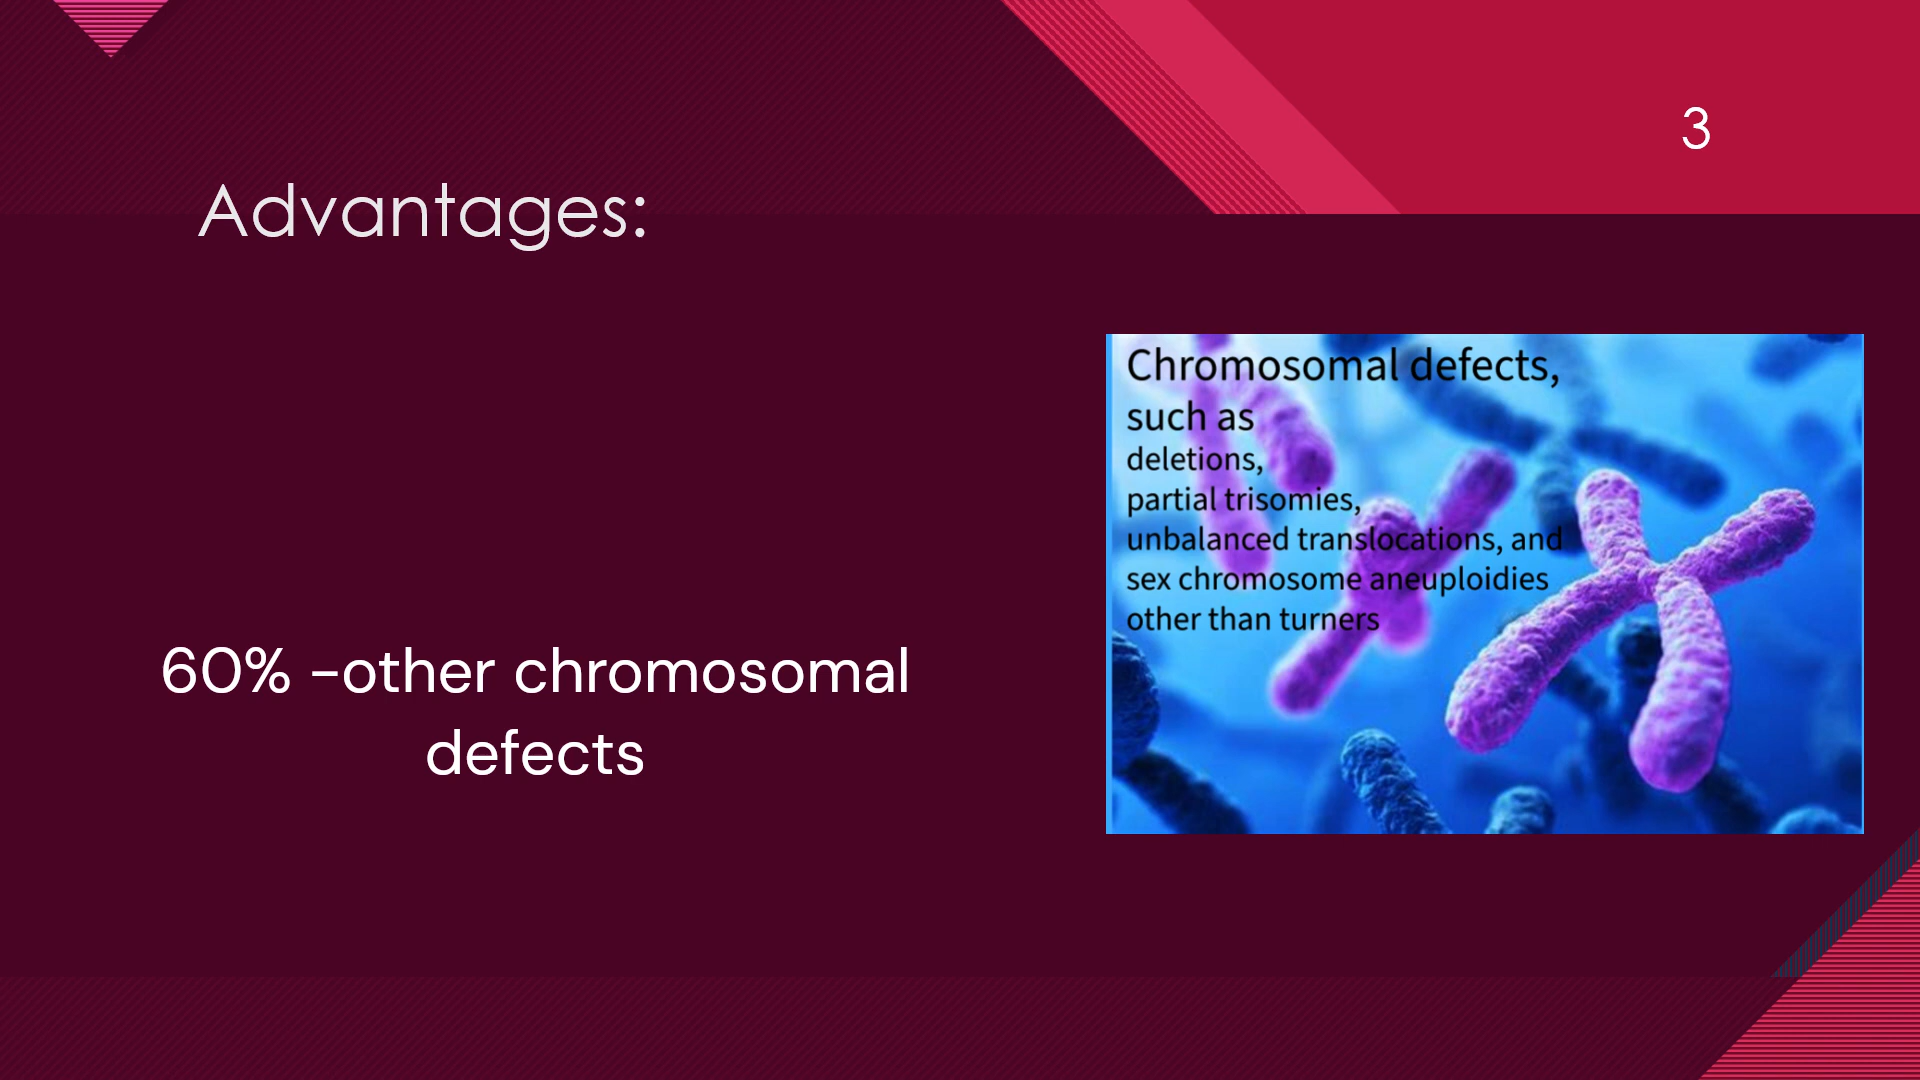 3
Advantages:
60% –other chromosomal
defects
Chromosomal defects,
such as
deletions,
partial trisomies,
unbalanced translocations, and
sex chromosome aneuploidies
other than turners